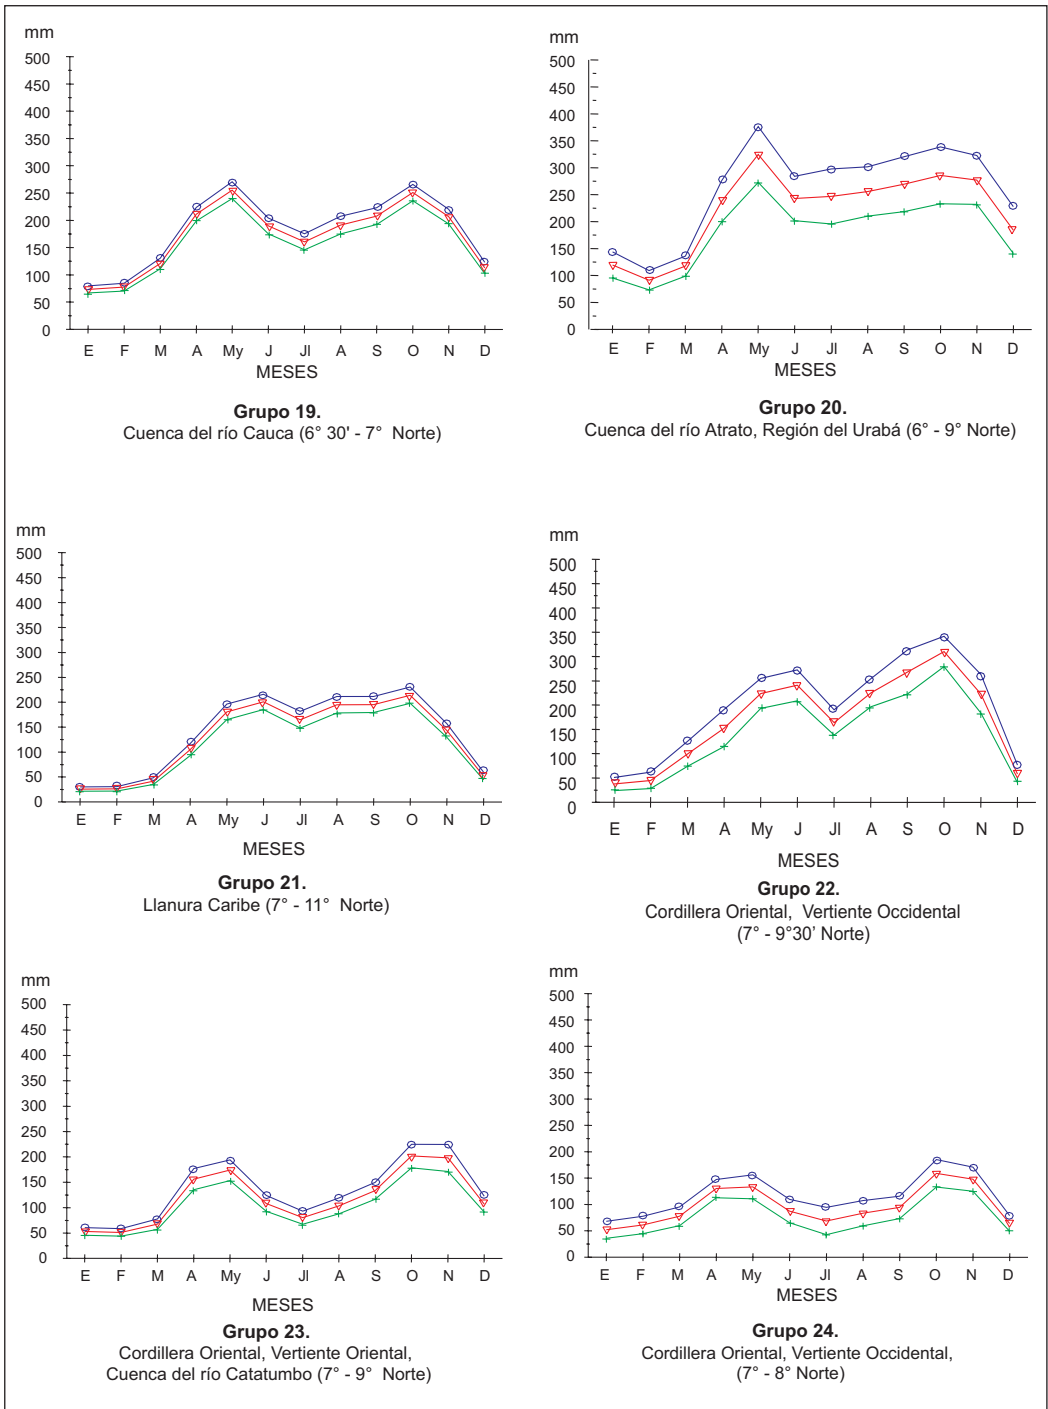 mm
500
450
400
350
300
250
200
150
100
50
0
E F M A My J Jl A S O N D
MESES
Grupo 19.
Cuenca del río Cauca (6° 30' - 7° Norte)
mm
500
450
400
350
300
250
200
150
100
50
0
E F M A My J Jl A S O N D
MESES
Grupo 20.
Cuenca del río Atrato, Región del Urabá (6° - 9° Norte)
mm
500
450
400
350
300
250
200
150
100
50
0
E F M A My J Jl A S O N D
MESES
Grupo 21.
Llanura Caribe (7° - 11° Norte)
mm
500
450
400
350
300
250
200
150
100
50
0
E F M A My J Jl A S O N D
MESES
Grupo 22.
Cordillera Oriental, Vertiente Occidental
(7° - 9°30’ Norte)
mm
500
450
400
350
300
250
200
150
100
50
0
E F M A My J Jl A S O N D
MESES
Grupo 23.
Cordillera Oriental, Vertiente Oriental,
Cuenca del río Catatumbo (7° - 9° Norte)
mm
500
450
400
350
300
250
200
150
100
50
0
E F M A My J Jl A S O N D
MESES
Grupo 24.
Cordillera Oriental, Vertiente Occidental,
(7° - 8° Norte)